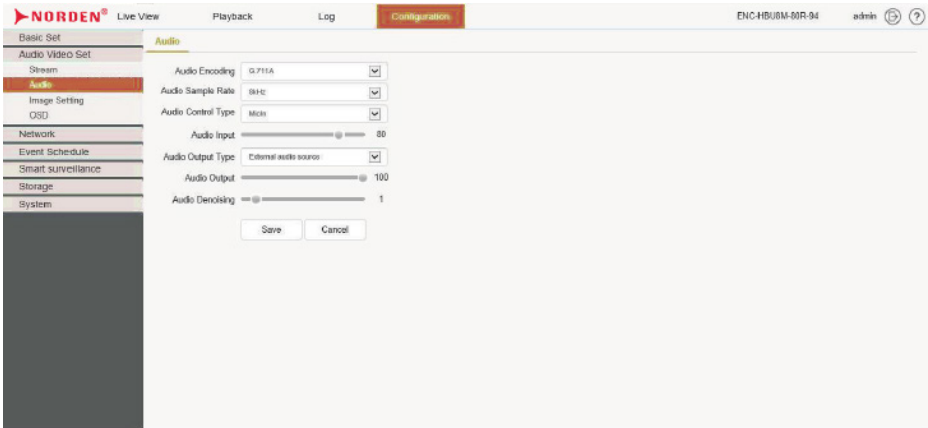 NORDEN® Live View Playback Log Configuration ENC-HBU8M-80R-94 admin ?
Basic Set
Audio
Audio Video Set
Stream
Audio
Image Setting
OSD
Network
Event Schedule
Smart surveillance
Storage
System
Audio Encoding G.711A
Audio Sample Rate 8kHz
Audio Control Type MicIn
Audio Input 80
Audio Output Type External audio source
Audio Output 100
Audio Denoising 1
Save Cancel